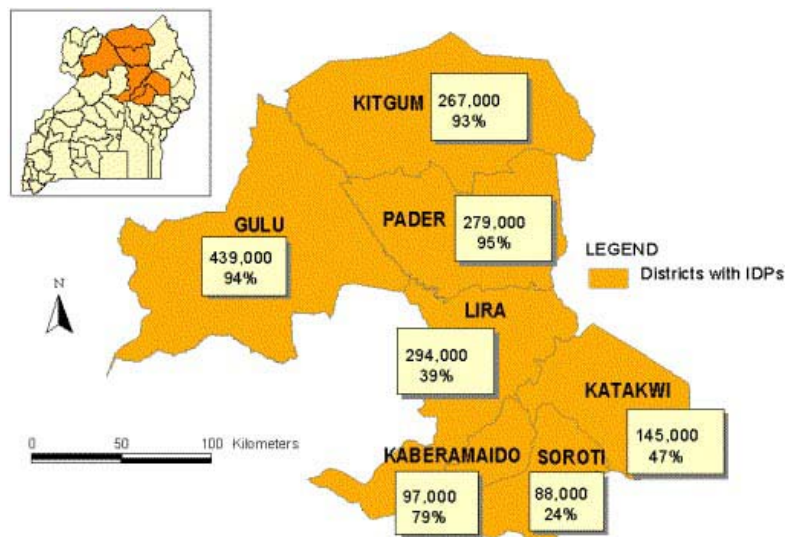 KITGUM
267,000
93%
PADER
279,000
95%
GULU
439,000
94%
LEGEND
Districts with IDPs
N
LIRA
294,000
39%
KATAKWI
145,000
47%
0 50 100 Kilometers
KABERAMAIDO
97,000
79%
SOROTI
88,000
24%